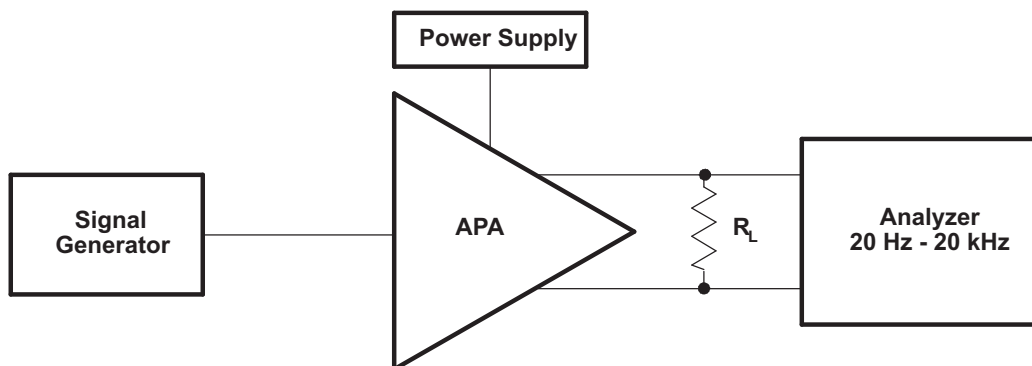 Power Supply
Signal
Generator
APA
RL
Analyzer
20 Hz - 20 kHz